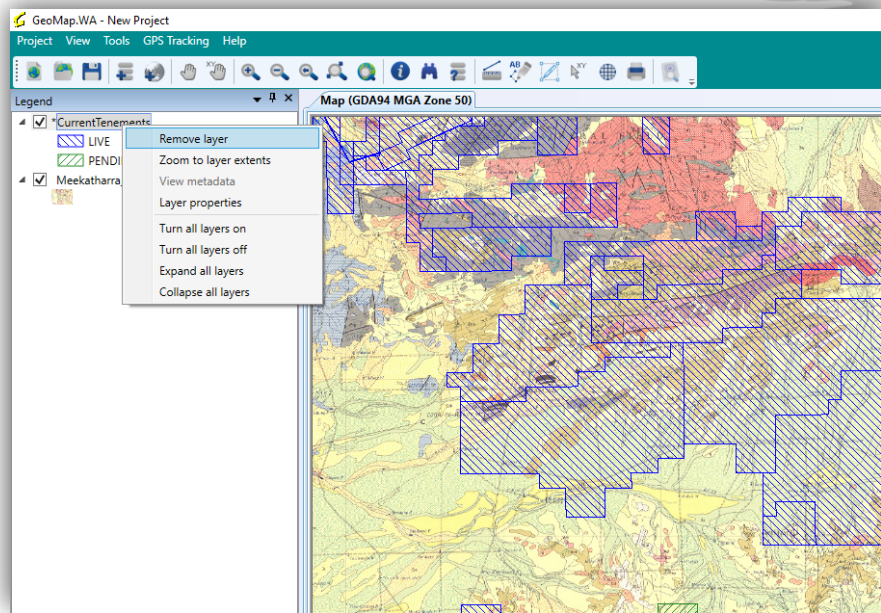 GeoMap.WA - New Project
Project View Tools GPS Tracking Help
Legend
Map (GDA94 MGA Zone 50)
*CurrentTenements
LIVE
PENDI
Meekatharra
Remove layer
Zoom to layer extents
View metadata
Layer properties
Turn all layers on
Turn all layers off
Expand all layers
Collapse all layers